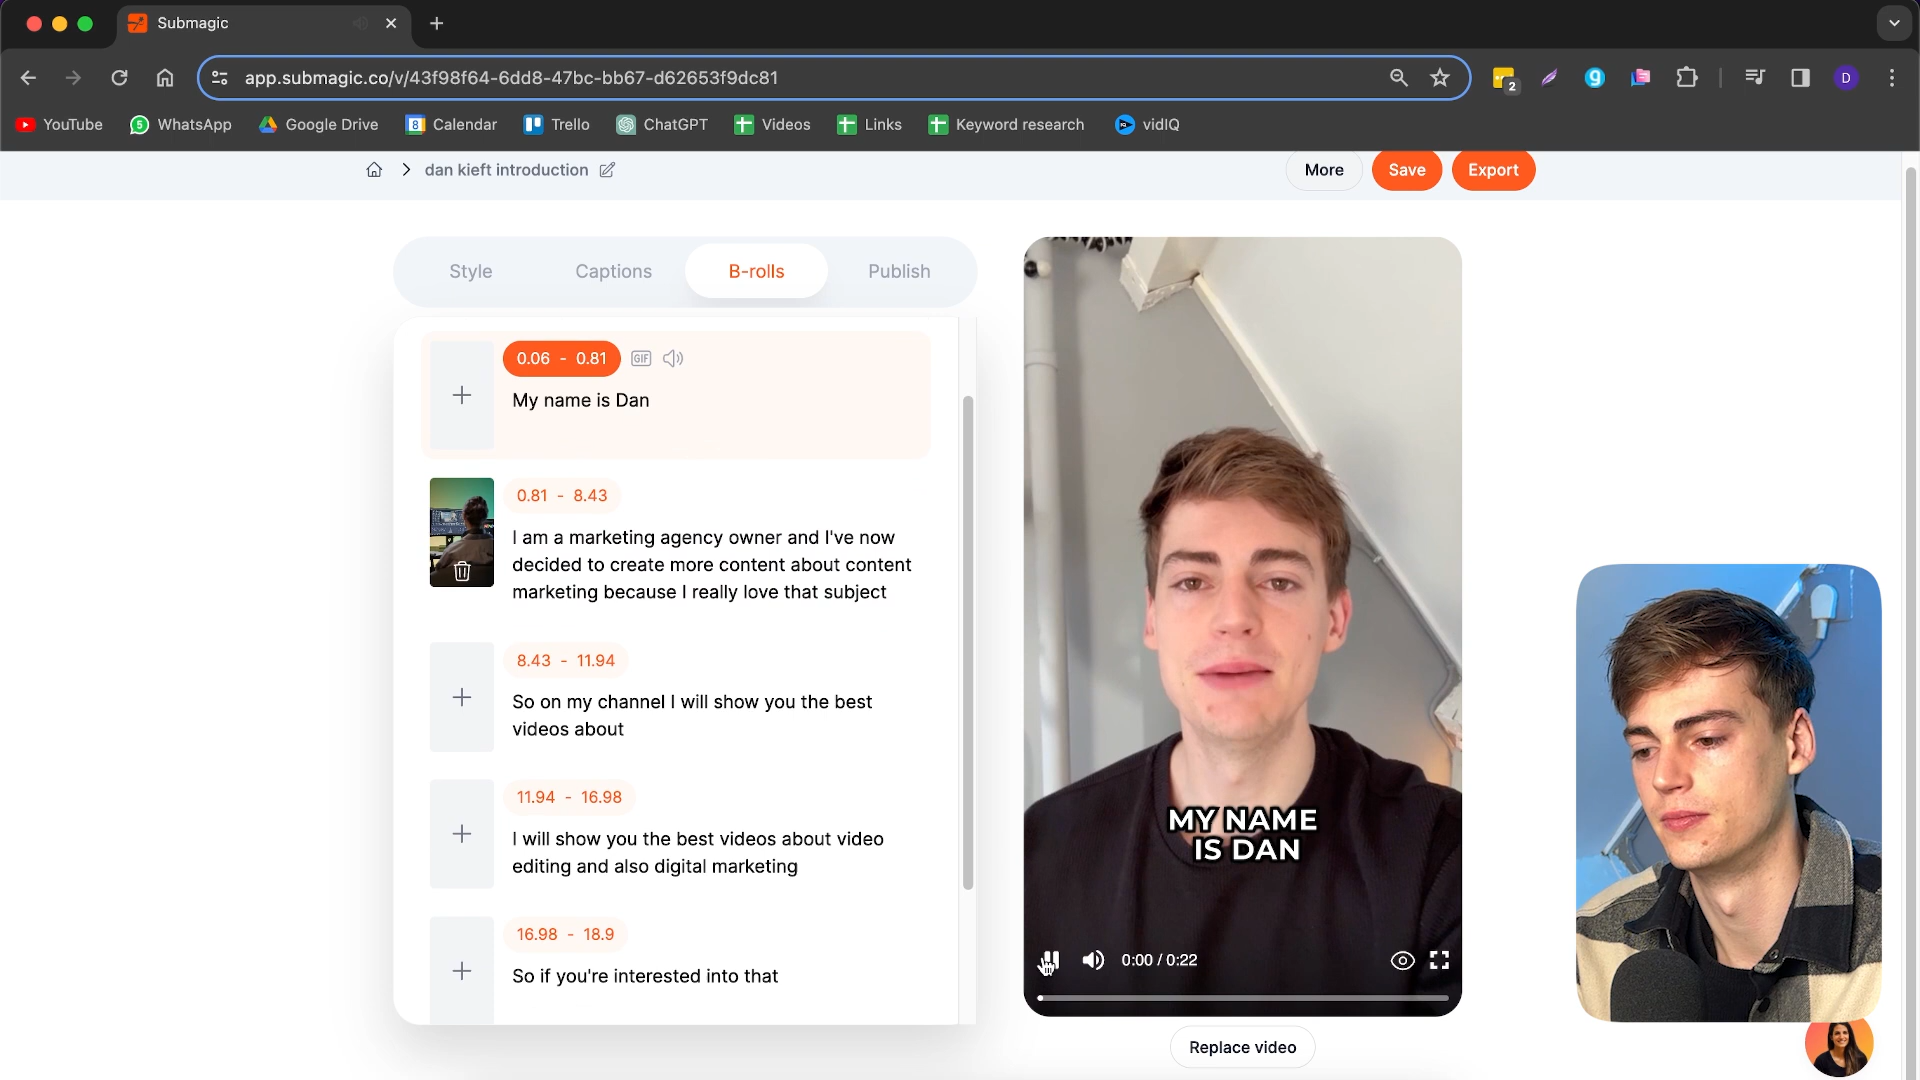 Submagic
app.submagic.co/v/43f98f64-6dd8-47bc-bb67-d62653f9dc81
2
D
YouTube
WhatsApp
Google Drive
8 Calendar
Trello
ChatGPT
Videos
Links
Keyword research
vidIQ
dan kieft introduction
More
Save
Export
Style
Captions
B-rolls
Publish
0.06 - 0.81
GIF
My name is Dan
0.81 - 8.43
I am a marketing agency owner and I've now
decided to create more content about content
marketing because I really love that subject
8.43 - 11.94
So on my channel I will show you the best
videos about
11.94 - 16.98
I will show you the best videos about video
editing and also digital marketing
16.98 - 18.9
So if you're interested into that
MY NAME
IS DAN
0:00 / 0:22
Replace video